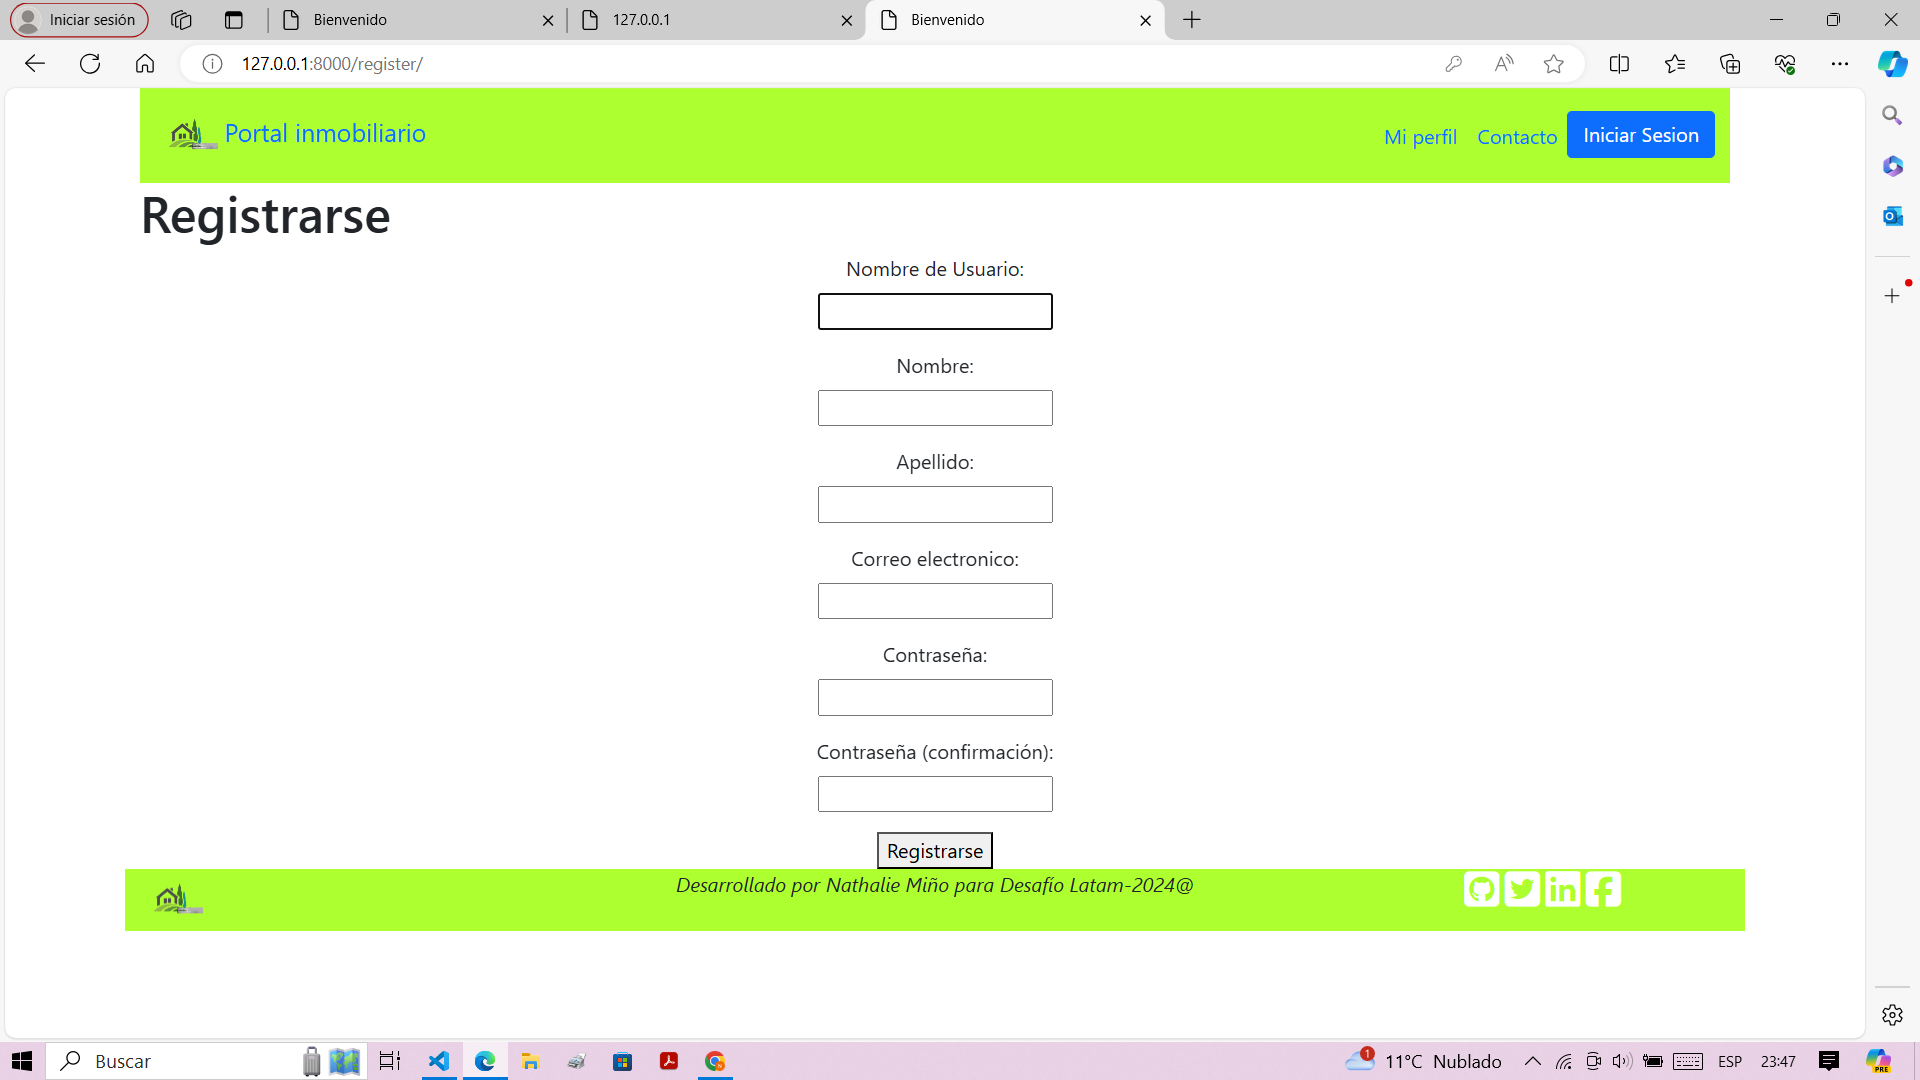 Iniciar sesión
Bienvenido
127.0.0.1
Bienvenido
127.0.0.1:8000/register/
Portal inmobiliario
Mi perfil
Contacto
Iniciar Sesion
Registrarse
Nombre de Usuario:
Nombre:
Apellido:
Correo electronico:
Contraseña:
Contraseña (confirmación):
Registrarse
Desarrollado por Nathalie Miño para Desafío Latam-2024@
Buscar
1
11°C Nublado
ESP
23:47
PRE